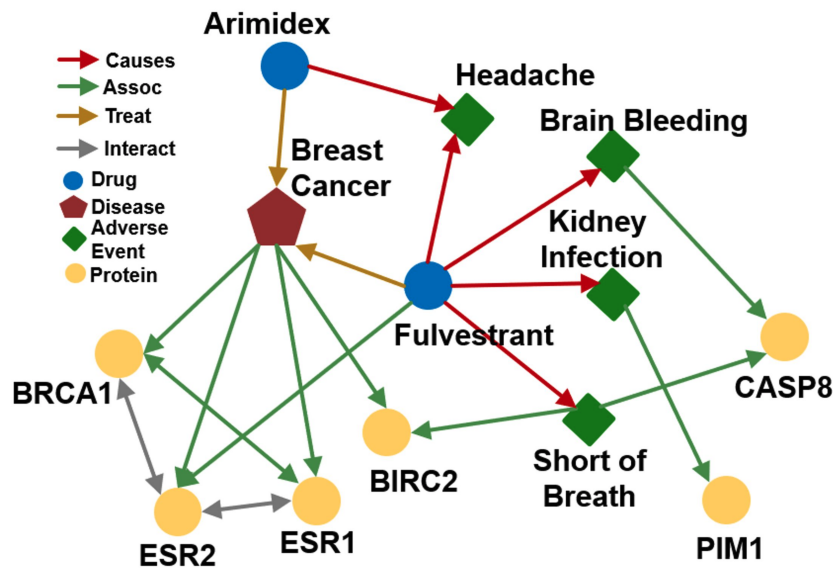 Arimidex
Causes
Assoc
Treat
Interact
Drug
Disease
Adverse
Event
Protein
Headache
Brain Bleeding
Breast
Cancer
Kidney
Infection
Fulvestrant
BRCA1
CASP8
BIRC2
Short of
Breath
ESR2
ESR1
PIM1